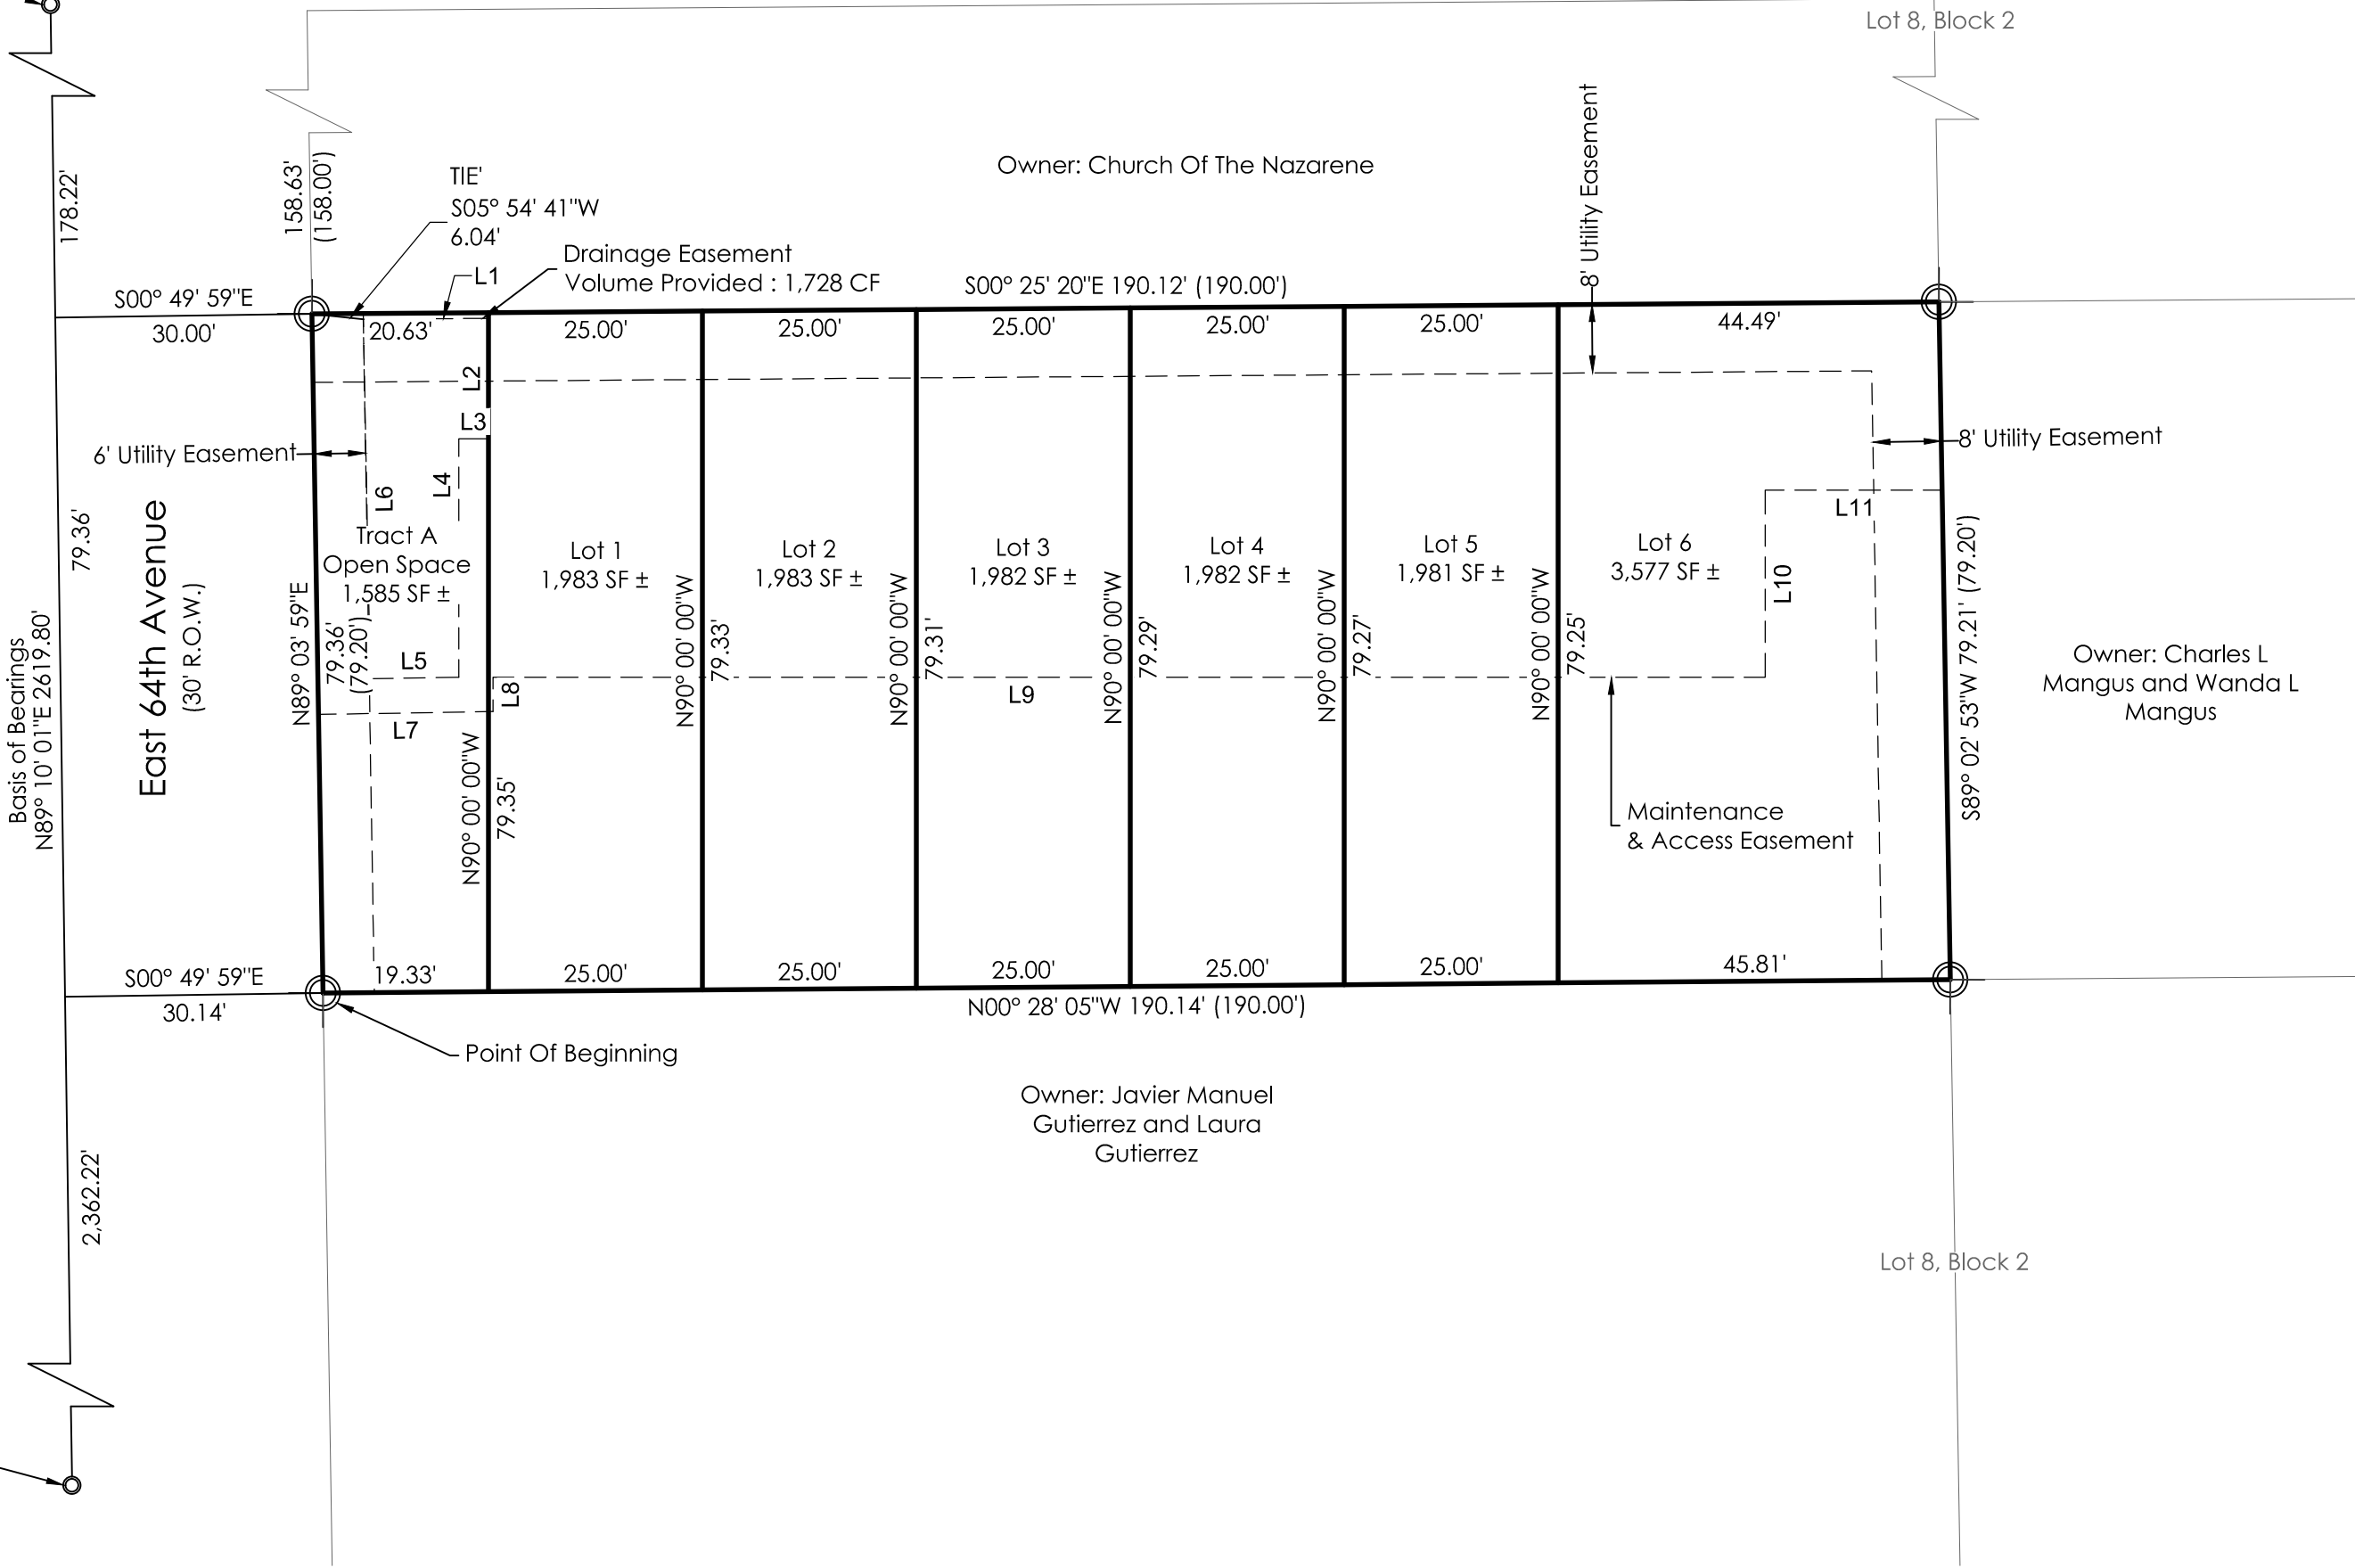 Lot 8, Block 2
8' Utility Easement
Owner: Church Of The Nazarene
178.22'
158.63'
(158.00')
TIE'
S05° 54' 41"W
6.04'
L1
Drainage Easement
Volume Provided : 1,728 CF
S00° 25' 20"E 190.12' (190.00')
S00° 49' 59"E
30.00'
20.63'
25.00'
25.00'
25.00'
25.00'
25.00'
44.49'
L2
L3
6' Utility Easement
8' Utility Easement
L4
L6
L11
79.36'
East 64th Avenue
(30' R.O.W.)
Tract A
Open Space
1,585 SF ±
Lot 1
1,983 SF ±
Lot 2
1,983 SF ±
Lot 3
1,982 SF ±
Lot 4
1,982 SF ±
Lot 5
1,981 SF ±
Lot 6
3,577 SF ±
L10
Basis of Bearings
N89° 10' 01"E 2619.80'
N89° 03' 59"E
79.36'
(79.20')
L5
L7
L8
L9
N90° 00' 00"W
79.35'
N90° 00' 00"W
79.33'
N90° 00' 00"W
79.31'
N90° 00' 00"W
79.29'
N90° 00' 00"W
79.27'
N90° 00' 00"W
79.25'
S89° 02' 53"W 79.21' (79.20')
Owner: Charles L
Mangus and Wanda L
Mangus
Maintenance
& Access Easement
S00° 49' 59"E
30.14'
19.33'
25.00'
25.00'
25.00'
25.00'
25.00'
45.81'
N00° 28' 05"W 190.14' (190.00')
Point Of Beginning
Owner: Javier Manuel
Gutierrez and Laura
Gutierrez
2,362.22'
Lot 8, Block 2